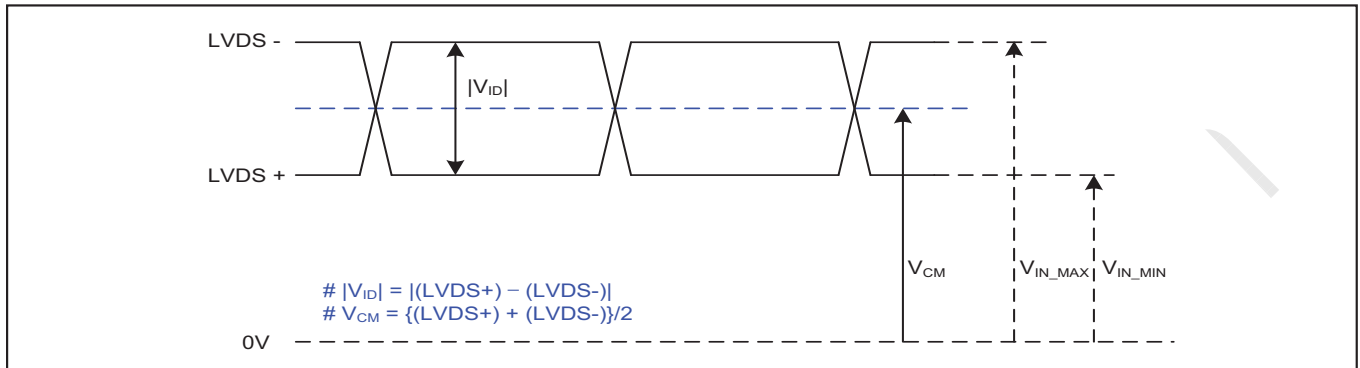 LVDS -
|VID|
LVDS +
VCM
VIN_MAX
VIN_MIN
# |VID| = |(LVDS+) – (LVDS-)|
# VCM = {(LVDS+) + (LVDS-)}/2
0V